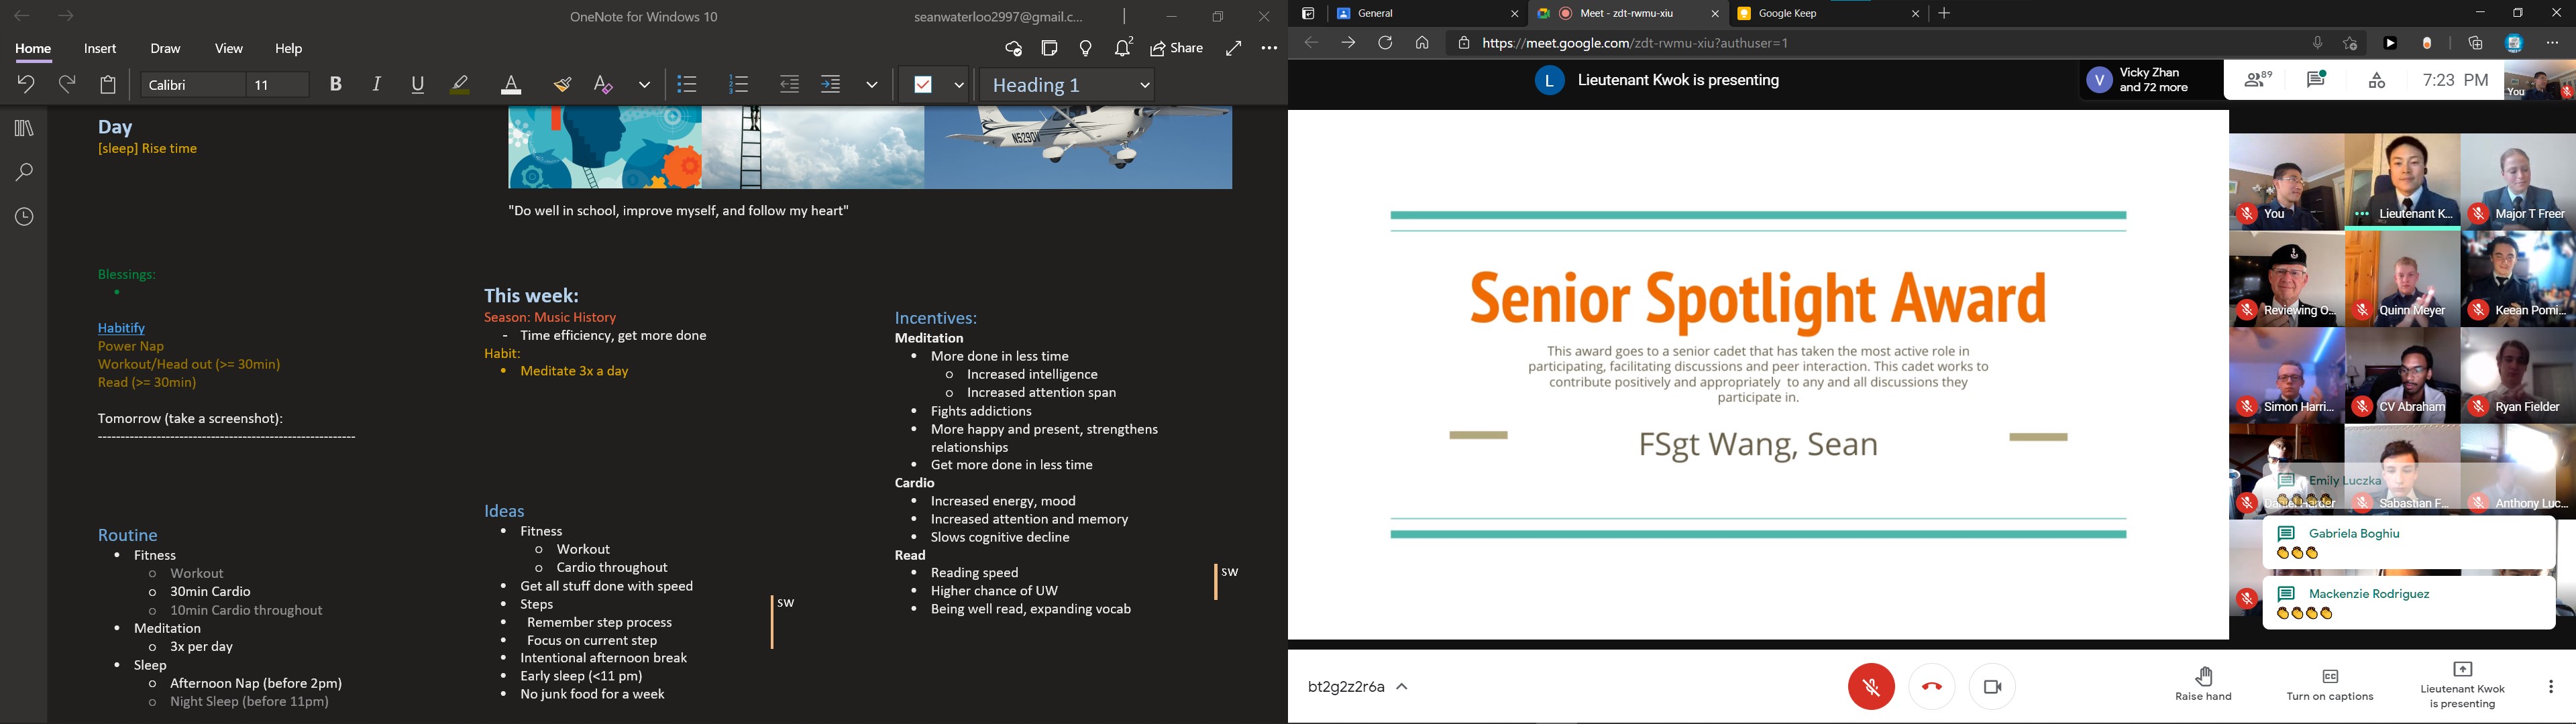 OneNote for Windows 10
seanwaterloo2997@gmail.c...
Home Insert Draw View Help
2
Share
Calibri 11 B I U A A Heading 1
Day
[sleep] Rise time
Blessings:
Habitify
Power Nap
Workout/Head out (>= 30min)
Read (>= 30min)
Tomorrow (take a screenshot):
--------------------------------------------------------
Routine
• Fitness
o Workout
o 30min Cardio
o 10min Cardio throughout
• Meditation
o 3x per day
• Sleep
o Afternoon Nap (before 2pm)
o Night Sleep (before 11pm)
N529DV
"Do well in school, improve myself, and follow my heart"
This week:
Season: Music History
- Time efficiency, get more done
Habit:
• Meditate 3x a day
Ideas
• Fitness
o Workout
o Cardio throughout
• Get all stuff done with speed
• Steps
• Remember step process
• Focus on current step
• Intentional afternoon break
• Early sleep (<11 pm)
• No junk food for a week
SW
Incentives:
Meditation
• More done in less time
o Increased intelligence
o Increased attention span
• Fights addictions
• More happy and present, strengthens
relationships
• Get more done in less time
Cardio
• Increased energy, mood
• Increased attention and memory
• Slows cognitive decline
Read
• Reading speed
• Higher chance of UW
• Being well read, expanding vocab
SW
General
Meet - zdt-rwmu-xiu
Google Keep
https://meet.google.com/zdt-rwmu-xiu?authuser=1
L Lieutenant Kwok is presenting
V Vicky Zhan
and 72 more
89
7:23 PM
You
Senior Spotlight Award
This award goes to a senior cadet that has taken the most active role in
participating, facilitating discussions and peer interaction. This cadet works to
contribute positively and appropriately to any and all discussions they
participate in.
FSgt Wang, Sean
You
Lieutenant K...
Major T Freer
Reviewing O...
Quinn Meyer
Keean Pomi...
Simon Harri...
CV Abraham
Ryan Fielder
Emily Luczka
Daniel Harder
Sabastian F...
Anthony Luc...
Gabriela Boghiu
👏👏👏
Mackenzie Rodriguez
👏👏👏👏
bt2g2z2r6a
Raise hand
CC
Turn on captions
Lieutenant Kwok
is presenting